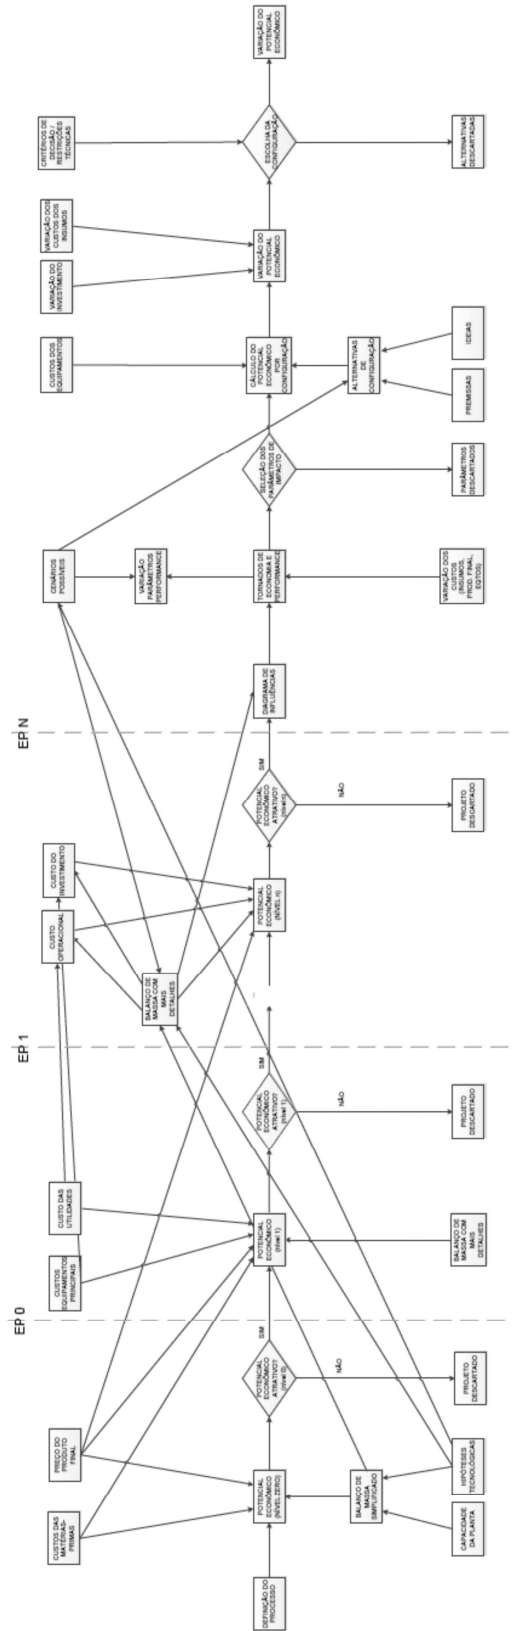 DEFINIÇÃO DO
PROCESSO
CUSTOS DAS
MATÉRIAS-
PRIMAS
PREÇO DO
PRODUTO
FINAL
POTENCIAL
ECONÔMICO
(NÍVEL ZERO)
BALANÇO DE
MASSA
SIMPLIFICADO
CAPACIDADE
DA PLANTA
HIPÓTESES
TECNOLÓGICAS
POTENCIAL
ECONÔMICO
ATRATIVO?
(nível 0)
SIM
NÃO
PROJETO
DESCARTADO
EP 0
CUSTOS
EQUIPAMENTOS
PRINCIPAIS
CUSTO DAS
UTILIDADES
POTENCIAL
ECONÔMICO
(nível 1)
BALANÇO DE
MASSA COM
MAIS
DETALHES
POTENCIAL
ECONÔMICO
ATRATIVO?
(nível 1)
SIM
NÃO
PROJETO
DESCARTADO
EP 1
BALANÇO DE
MASSA COM
MAIS
DETALHES
CUSTO
OPERACIONAL
CUSTO DO
INVESTIMENTO
POTENCIAL
ECONÔMICO
(NÍVEL n)
POTENCIAL
ECONÔMICO
ATRATIVO?
(nível n)
SIM
NÃO
PROJETO
DESCARTADO
EP N
DIAGRAMA DE
INFLUÊNCIAS
CENÁRIOS
POSSÍVEIS
VARIAÇÃO
PARÂMETROS
PERFORMANCE
TORNADOS DE
ECONOMIA E
PERFORMANCE
VARIAÇÃO DOS
CUSTOS
(INSUMOS,
PROD. FINAL,
EQTOS)
SELEÇÃO DOS
PARÂMETROS DE
IMPACTO
PARÂMETROS
DESCARTADOS
CUSTOS DOS
EQUIPAMENTOS
CÁLCULO DO
POTENCIAL
ECONÔMICO
POR
CONFIGURAÇÃO
ALTERNATIVAS
DE
CONFIGURAÇÃO
PREMISSAS
IDEIAS
VARIAÇÃO DO
INVESTIMENTO
VARIAÇÃO DOS
CUSTOS DOS
INSUMOS
VARIAÇÃO DO
POTENCIAL
ECONÔMICO
CRITÉRIOS DE
DECISÃO /
RESTRIÇÕES
TÉCNICAS
ESCOLHA DA
CONFIGURAÇÃO
ALTERNATIVAS
DESCARTADAS
VARIAÇÃO DO
POTENCIAL
ECONÔMICO